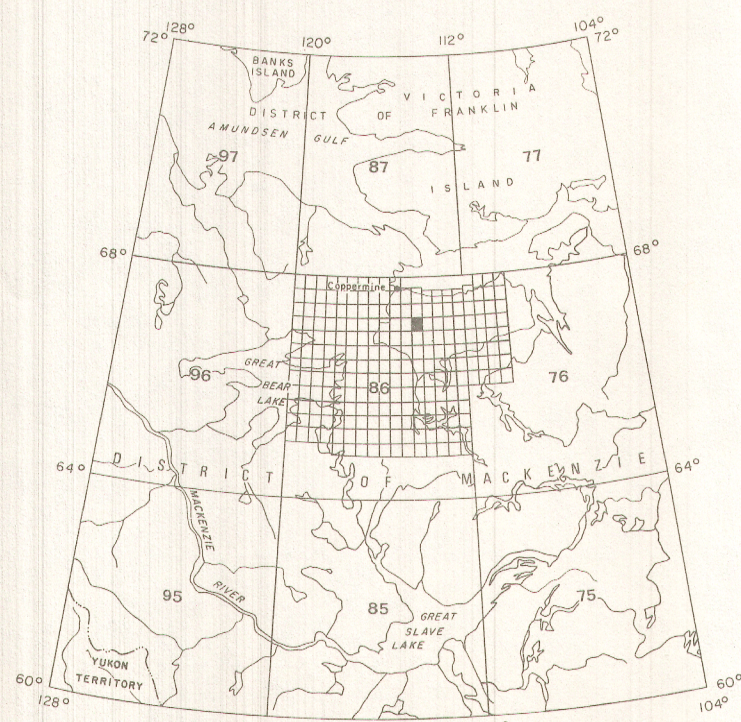 128°
104°
72°
120°
112°
72°
BANKS
ISLAND
VICTORIA
DISTRICT OF FRANKLIN
AMUNDSEN GULF
97
87
77
ISLAND
68°
68°
Coppermine
GREAT
96
BEAR
86
76
LAKE
DISTRICT OF MACKENZIE
64°
64°
MACKENZIE
RIVER
95
85
75
GREAT
SLAVE
LAKE
YUKON
TERRITORY
60°
60°
128°
104°